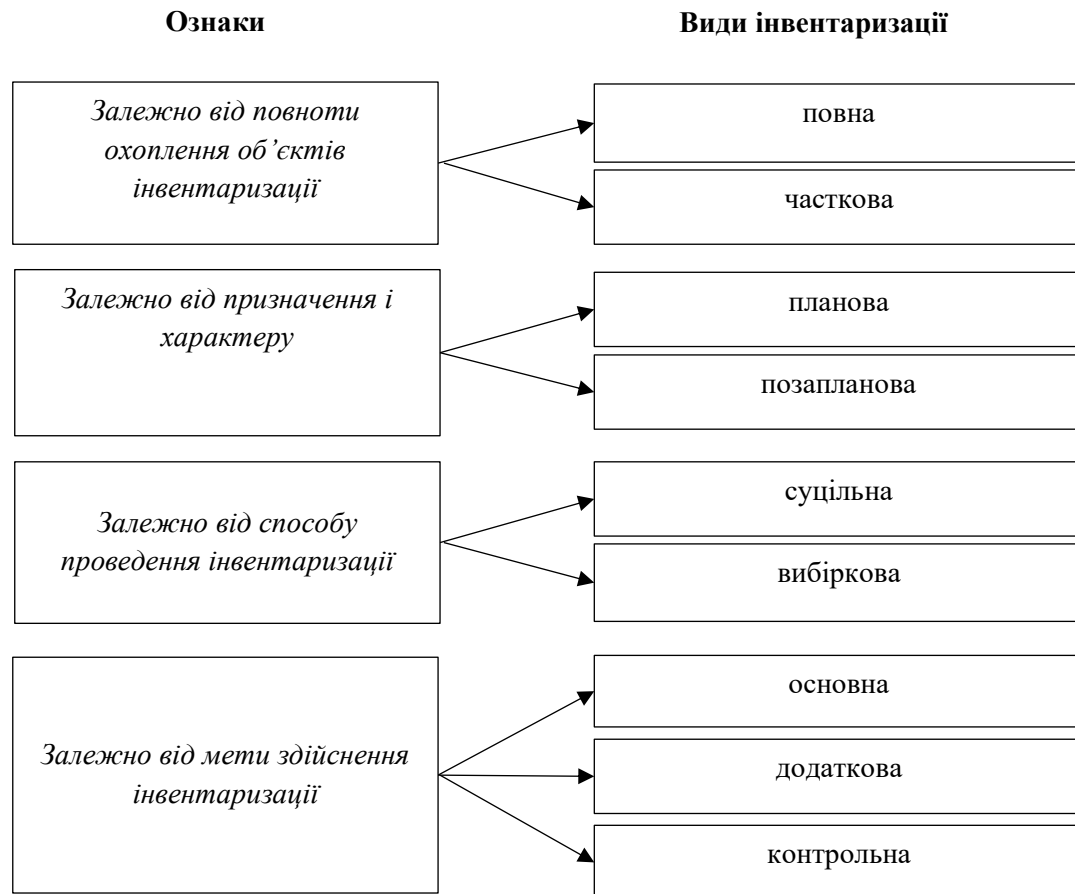 Ознаки
Види інвентаризації
Залежно від повноти
охоплення об’єктів
інвентаризації
повна
часткова
Залежно від призначення і
характеру
планова
позапланова
Залежно від способу
проведення інвентаризації
суцільна
вибіркова
Залежно від мети здійснення
інвентаризації
основна
додаткова
контрольна